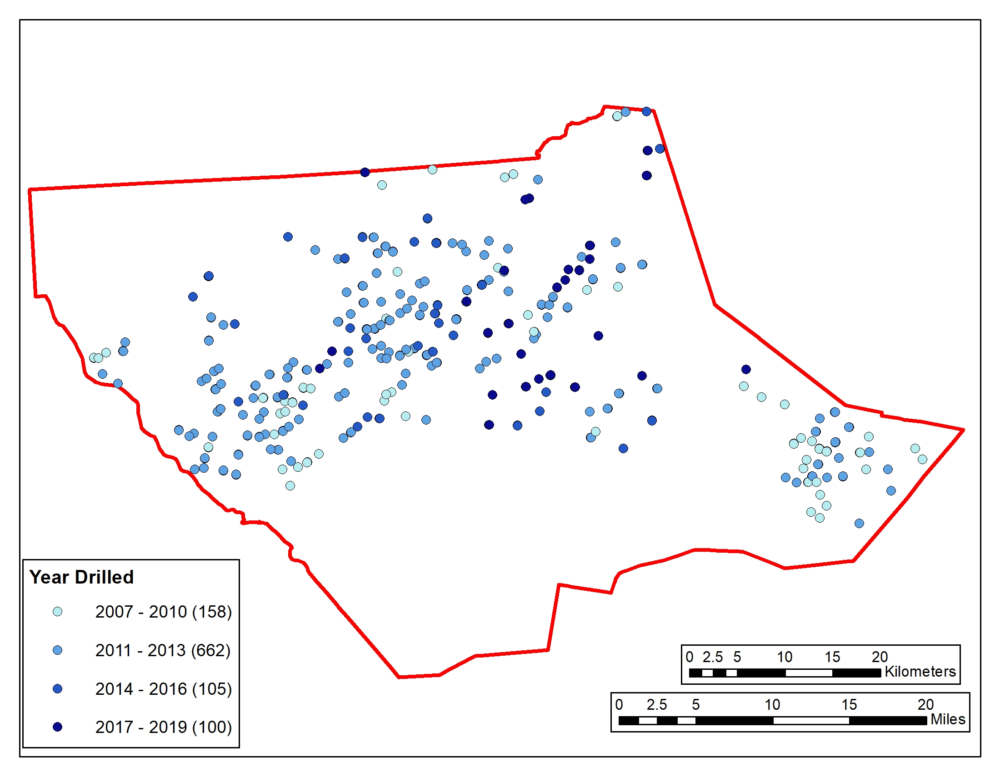 Year Drilled
2007 - 2010 (158)
2011 - 2013 (662)
2014 - 2016 (105)
2017 - 2019 (100)
0 2.5 5 10 15 20
Kilometers
0 2.5 5 10 15 20
Miles